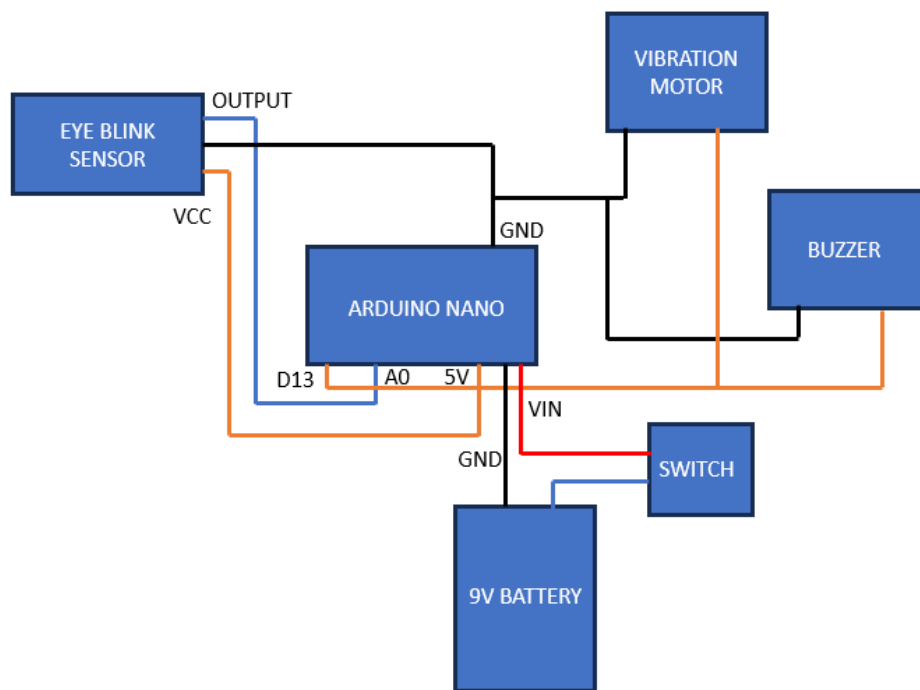 VIBRATION
MOTOR
OUTPUT
EYE BLINK
SENSOR
VCC
GND
BUZZER
ARDUINO NANO
D13
A0
5V
VIN
GND
SWITCH
9V BATTERY